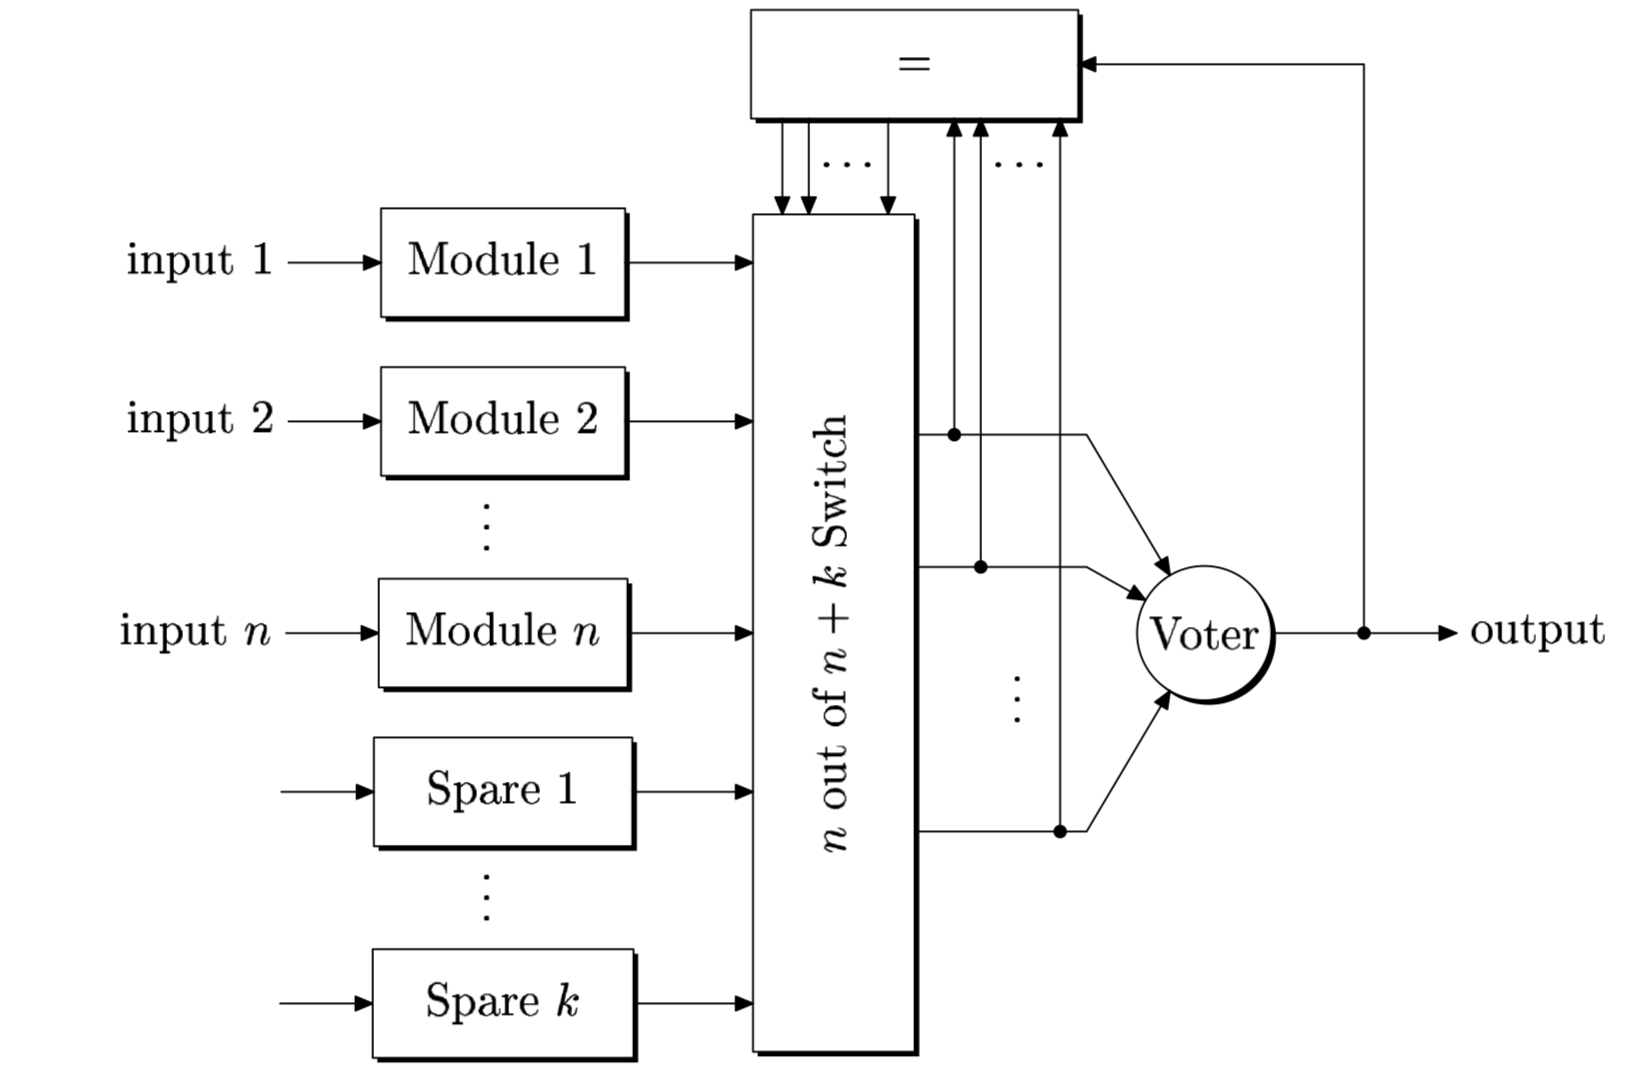 =
· · ·
· · ·
input 1
Module 1
input 2
Module 2
⋮
input n
Module n
Spare 1
⋮
Spare k
n out of n + k Switch
⋮
Voter
output